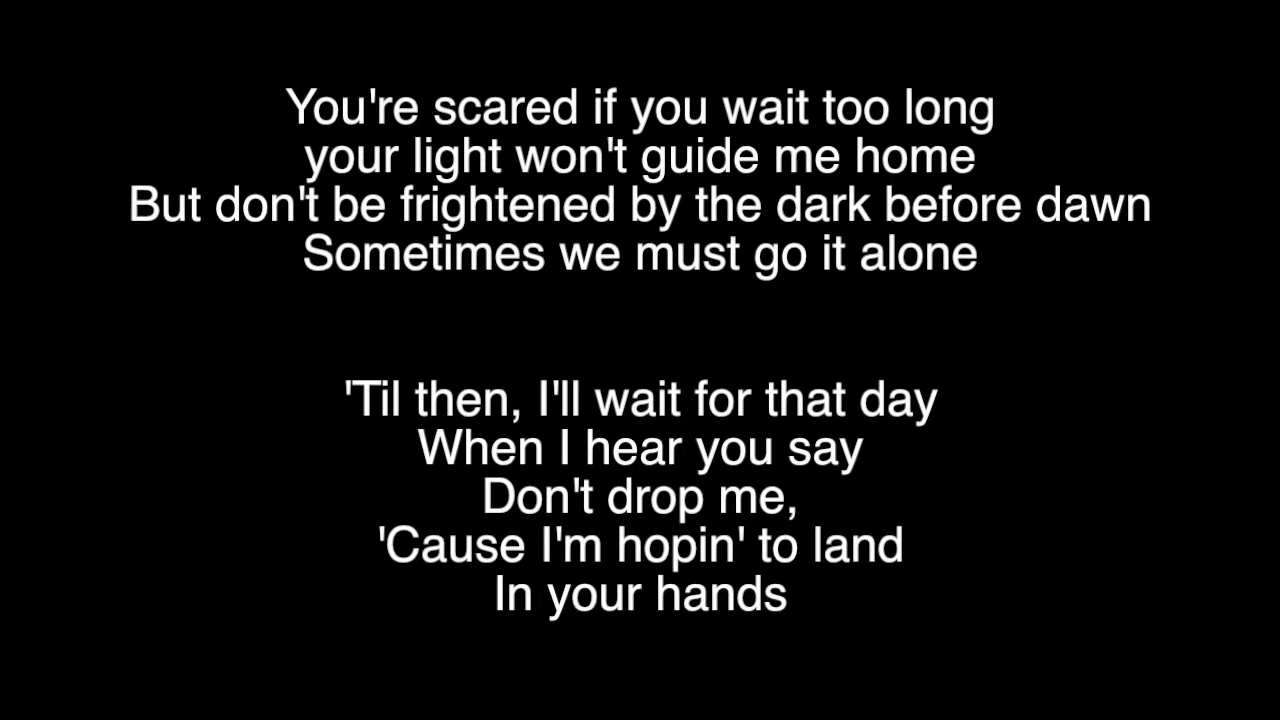 You're scared if you wait too long
your light won't guide me home
But don't be frightened by the dark before dawn
Sometimes we must go it alone
'Til then, I'll wait for that day
When I hear you say
Don't drop me,
'Cause I'm hopin' to land
In your hands